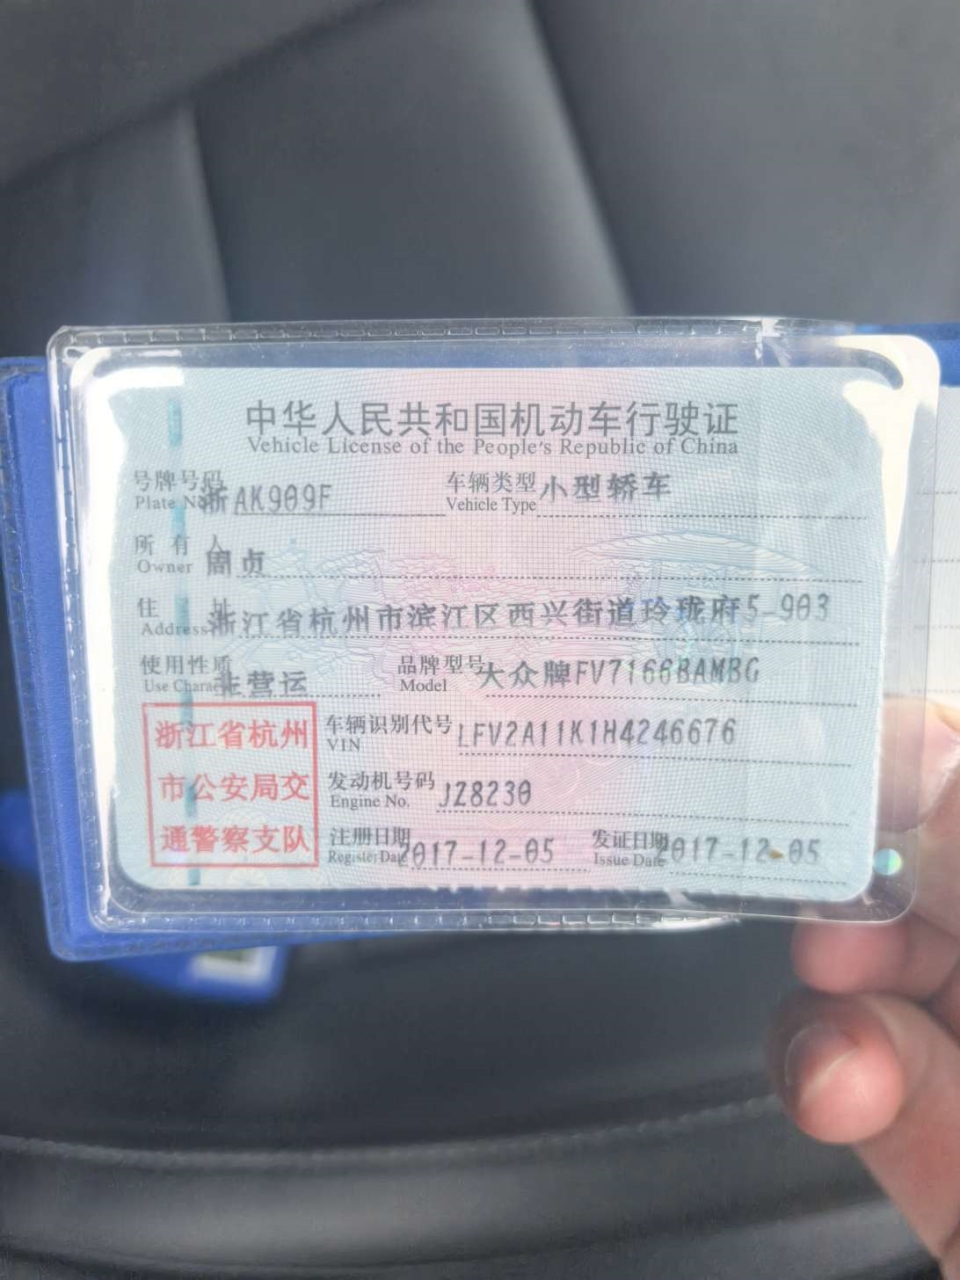 中华人民共和国机动车行驶证
Vehicle License of the People's Republic of China
号牌号码 浙AK909F 车辆类型 小型轿车
Plate No. Vehicle Type
所有人 周贞
Owner
住址 浙江省杭州市滨江区西兴街道玲珑府5-903
Address
使用性质 非营运 品牌型号 大众牌FV7166BAMBG
Use Character Model
浙江省杭州 车辆识别代号 LFV2A11K1H4246676
VIN
市公安局交 发动机号码 JZ8230
Engine No.
通警察支队 注册日期 2017-12-05 发证日期 2017-12-05
Register Date Issue Date